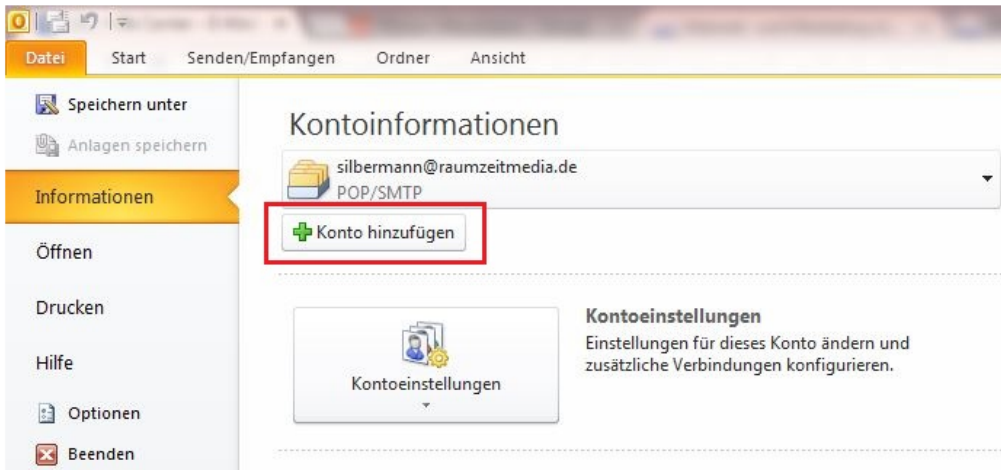 Datei Start Senden/Empfangen Ordner Ansicht
Speichern unter
Anlagen speichern
Informationen
Öffnen
Drucken
Hilfe
Optionen
Beenden
Kontoinformationen
silbermann@raumzeitmedia.de
POP/SMTP
Konto hinzufügen
Kontoeinstellungen
Kontoeinstellungen
Einstellungen für dieses Konto ändern und
zusätzliche Verbindungen konfigurieren.